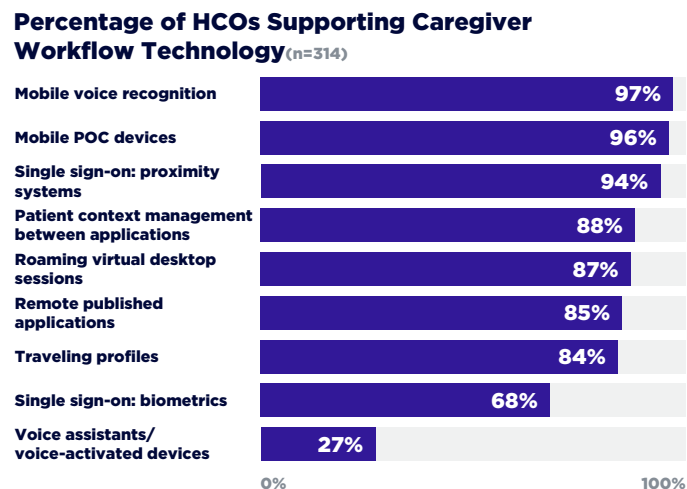 Percentage of HCOs Supporting Caregiver
Workflow Technology(n=314)
Mobile voice recognition 97%
Mobile POC devices 96%
Single sign-on: proximity
systems 94%
Patient context management
between applications 88%
Roaming virtual desktop
sessions 87%
Remote published
applications 85%
Traveling profiles 84%
Single sign-on: biometrics 68%
Voice assistants/
voice-activated devices 27%
0% 100%